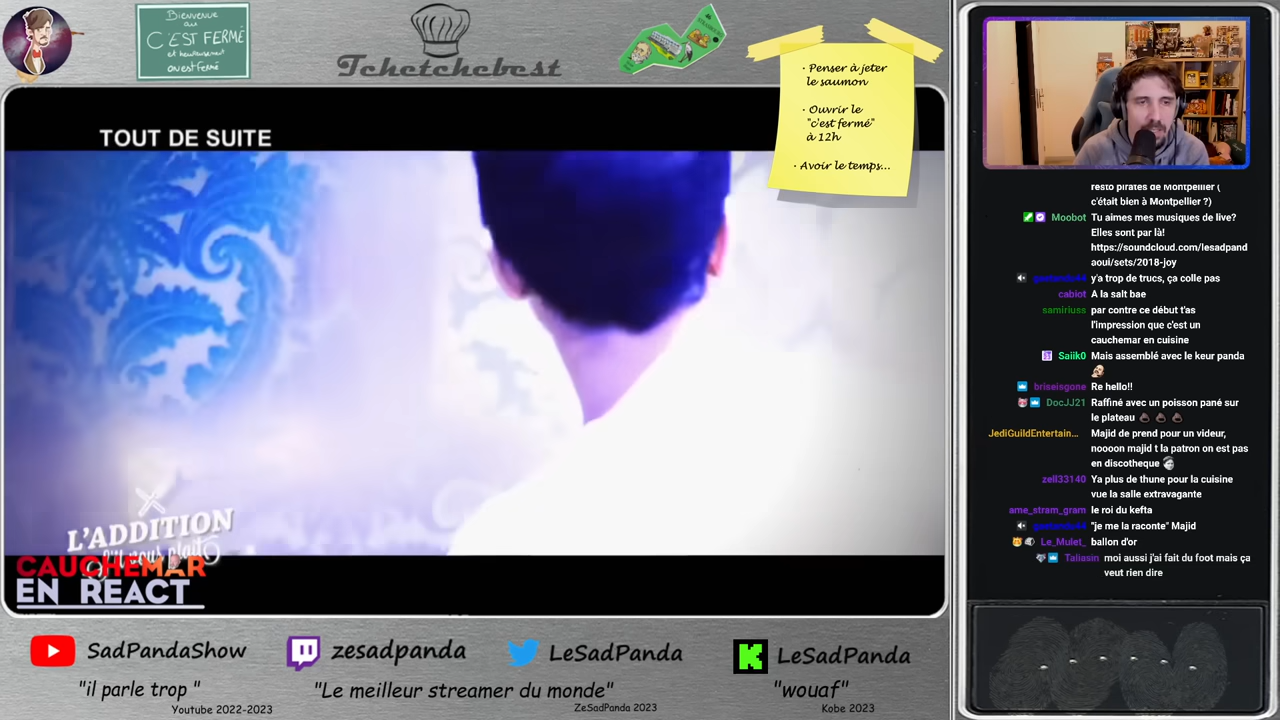 Bienvenue
au
C'EST FERMÉ
et heureusement
on est fermé
Tchetchebest
• Penser à jeter
le saumon
• Ouvrir le
"c'est fermé"
à 12h
• Avoir le temps...
TOUT DE SUITE
L'ADDITION
s'il vous plaît
CAUCHEMAR
EN REACT
SadPandaShow
"il parle trop "
Youtube 2022-2023
zesadpanda
"Le meilleur streamer du monde"
ZeSadPanda 2023
LeSadPanda
LeSadPanda
"wouaf"
Kobe 2023
resto pirates de Montpellier (
c'était bien à Montpellier ?)
Moobot Tu aimes mes musiques de live?
Elles sont par là!
https://soundcloud.com/lesadpand
aoui/sets/2018-joy
y'a trop de trucs, ça colle pas
cabiot A la salt bae
samiriuss par contre ce début t'as
l'impression que c'est un
cauchemar en cuisine
Saiik0 Mais assemblé avec le keur panda
briseisgone Re hello!!
DocJJ21 Raffiné avec un poisson pané sur
le plateau
JediGuildEntertain... Majid de prend pour un videur,
noooon majid t la patron on est pas
en discotheque
zell33140 Ya plus de thune pour la cuisine
vue la salle extravagante
ame_stram_gram le roi du kefta
"je me la raconte" Majid
Le_Mulet_ ballon d'or
Taliasin moi aussi j'ai fait du foot mais ça
veut rien dire